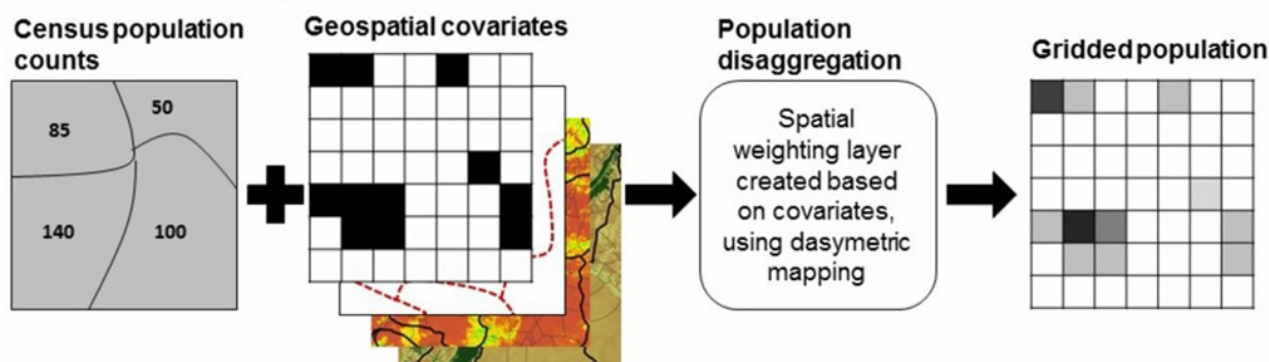 Census population
counts
85
50
140
100
Geospatial covariates
Population
disaggregation
Spatial
weighting layer
created based
on covariates,
using dasymetric
mapping
Gridded population